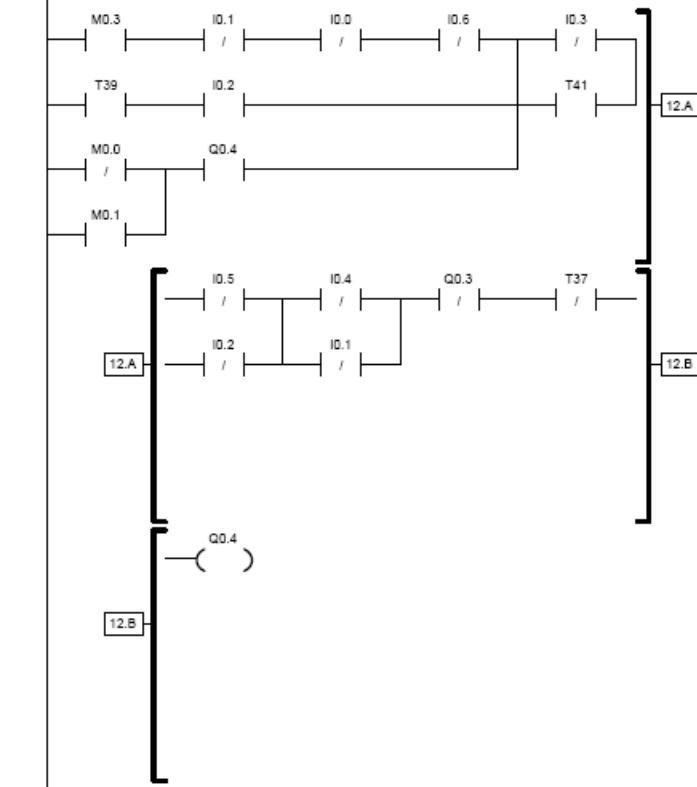 M0.3 I0.1 I0.0 I0.6 I0.3
/ / / /
T39 I0.2 T41
12.A
M0.0 Q0.4
/
M0.1
I0.5 I0.4 Q0.3 T37
/ / / /
I0.2 I0.1
12.A / / 12.B
Q0.4
( )
12.B